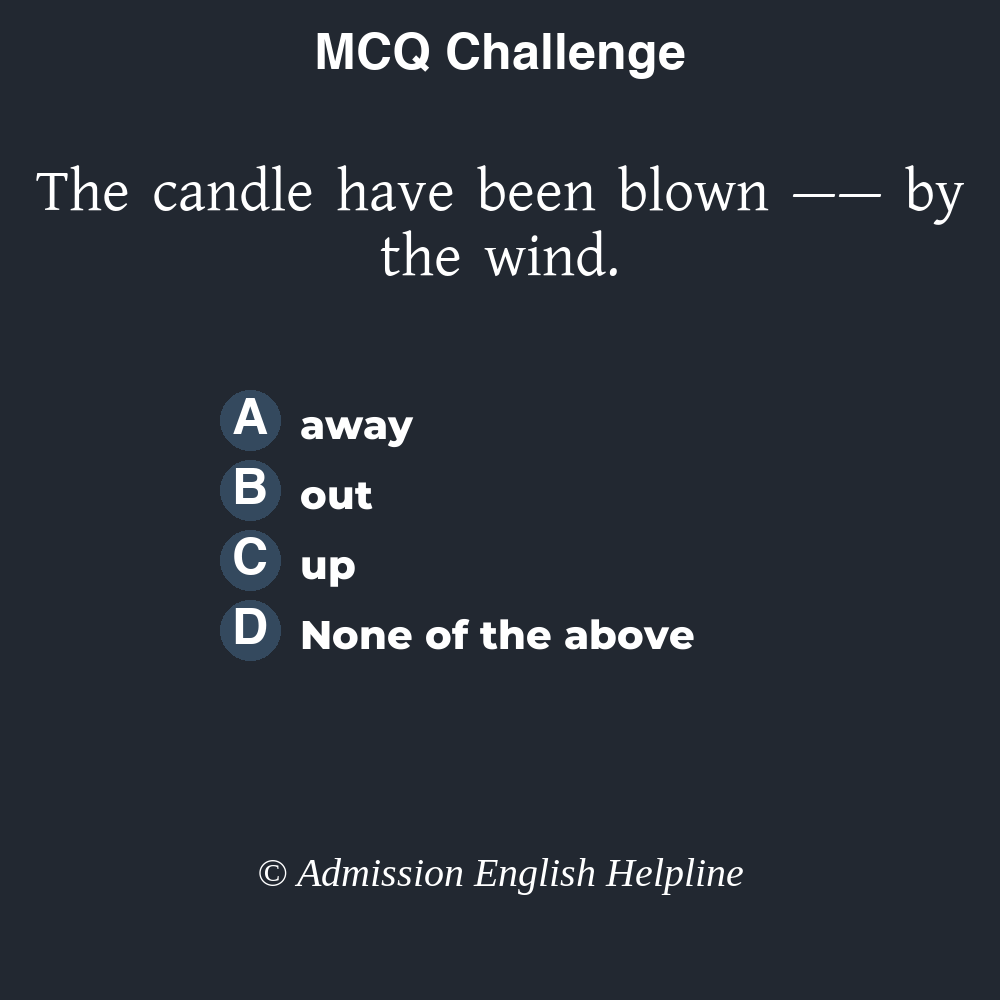 MCQ Challenge
The candle have been blown —— by
the wind.
A away
B out
C up
D None of the above
© Admission English Helpline